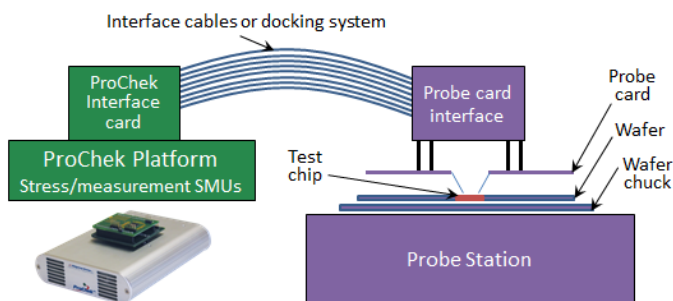 Interface cables or docking system
ProChek
Interface
card
ProChek Platform
Stress/measurement SMUs
Probe card
interface
Probe
card
Wafer
Wafer
chuck
Test
chip
Probe Station